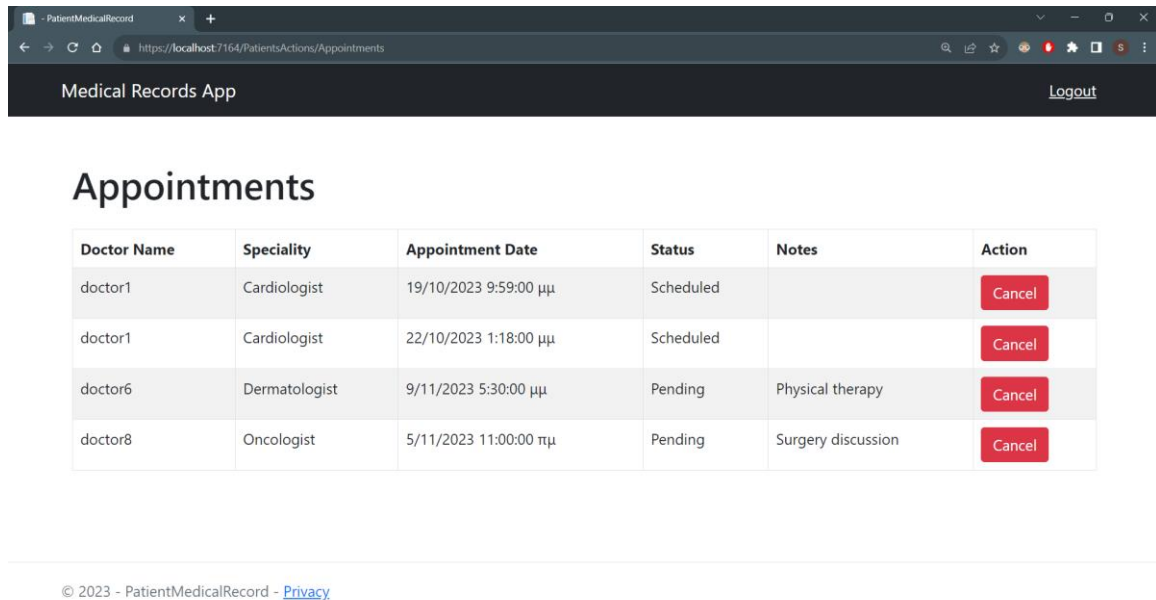 - PatientMedicalRecord
https://localhost:7164/PatientsActions/Appointments
S
Medical Records App Logout
Appointments
Doctor Name Speciality Appointment Date Status Notes Action
doctor1 Cardiologist 19/10/2023 9:59:00 μμ Scheduled Cancel
doctor1 Cardiologist 22/10/2023 1:18:00 μμ Scheduled Cancel
doctor6 Dermatologist 9/11/2023 5:30:00 μμ Pending Physical therapy Cancel
doctor8 Oncologist 5/11/2023 11:00:00 πμ Pending Surgery discussion Cancel
© 2023 - PatientMedicalRecord - Privacy